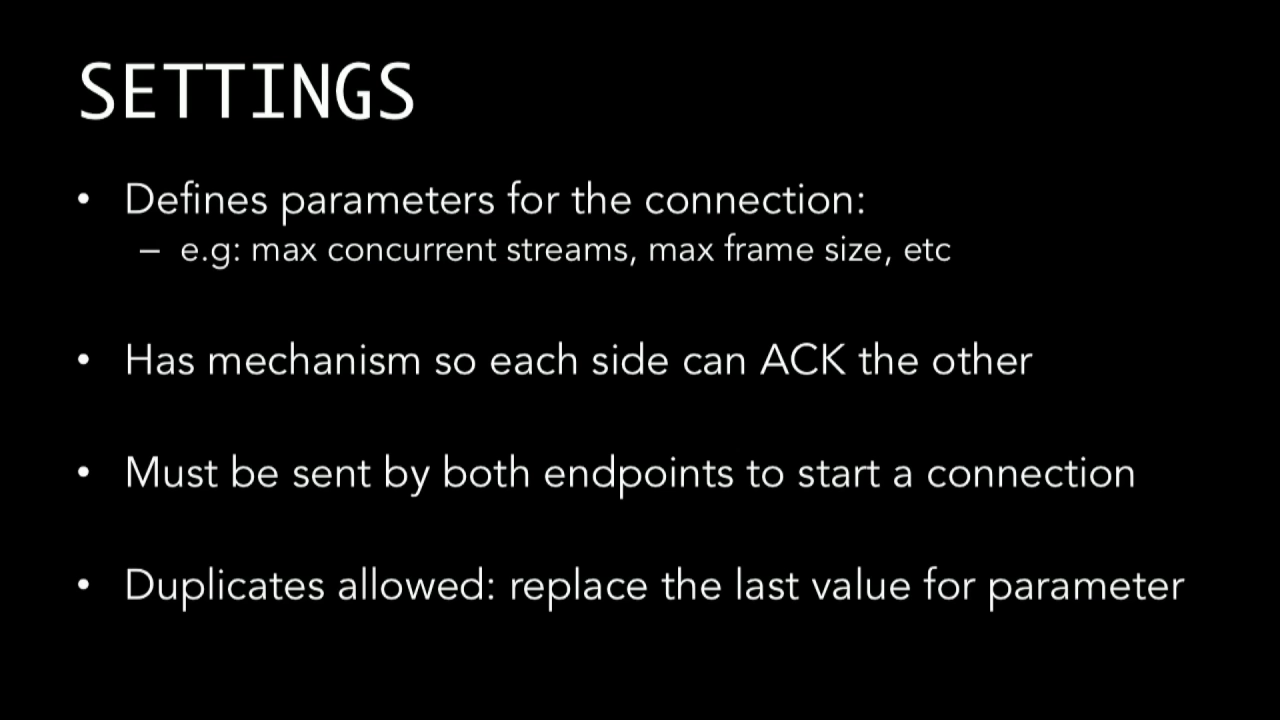 SETTINGS
• Defines parameters for the connection:
– e.g: max concurrent streams, max frame size, etc
• Has mechanism so each side can ACK the other
• Must be sent by both endpoints to start a connection
• Duplicates allowed: replace the last value for parameter